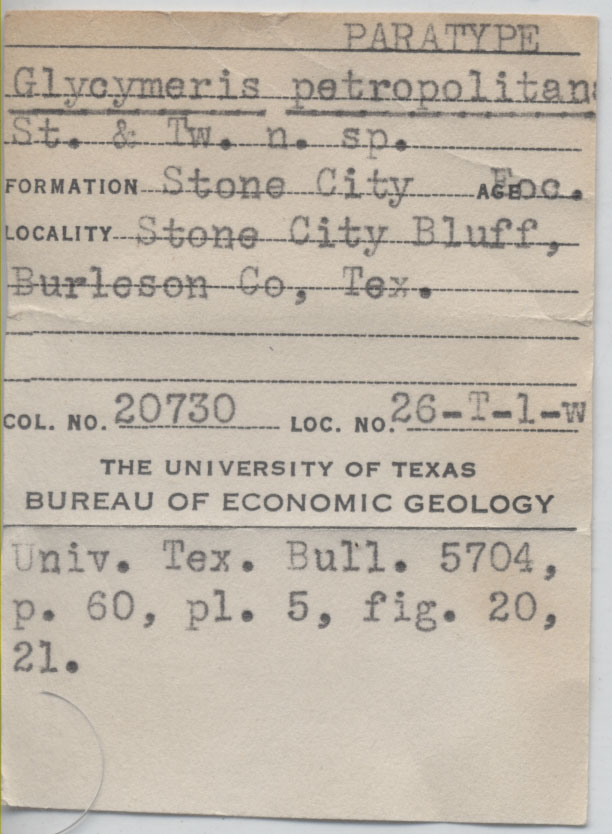 PARATYPE
Glycymeris petropolitana
St. & Tw. n. sp.
FORMATION Stone City AGE Eoc.
LOCALITY Stone City Bluff,
Burleson Co, Tex.
COL. NO. 20730 LOC. NO. 26-T-1-w
THE UNIVERSITY OF TEXAS
BUREAU OF ECONOMIC GEOLOGY
Univ. Tex. Bull. 5704,
p. 60, pl. 5, fig. 20,
21.